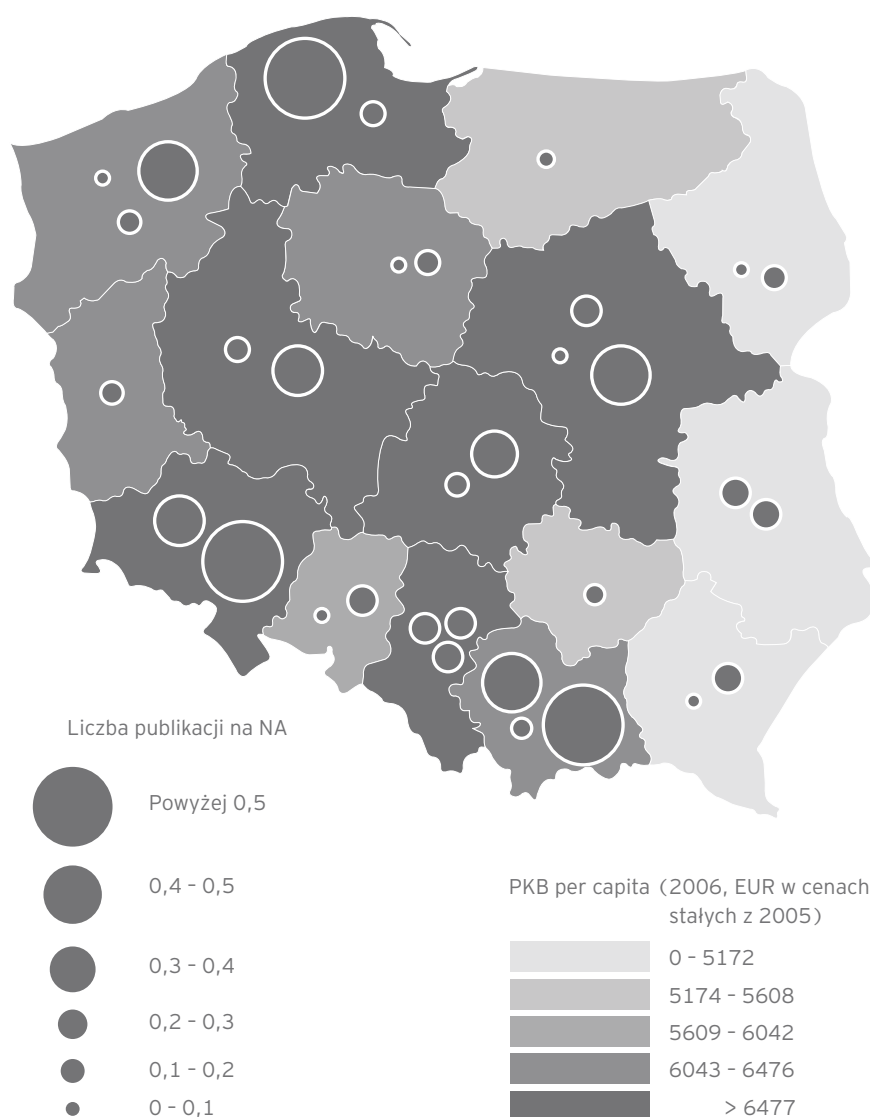 Liczba publikacji na NA
Powyżej 0,5
0,4 – 0,5
0,3 – 0,4
0,2 – 0,3
0,1 – 0,2
0 – 0,1
PKB per capita (2006, EUR w cenach
stałych z 2005)
0 – 5172
5174 – 5608
5609 – 6042
6043 – 6476
> 6477